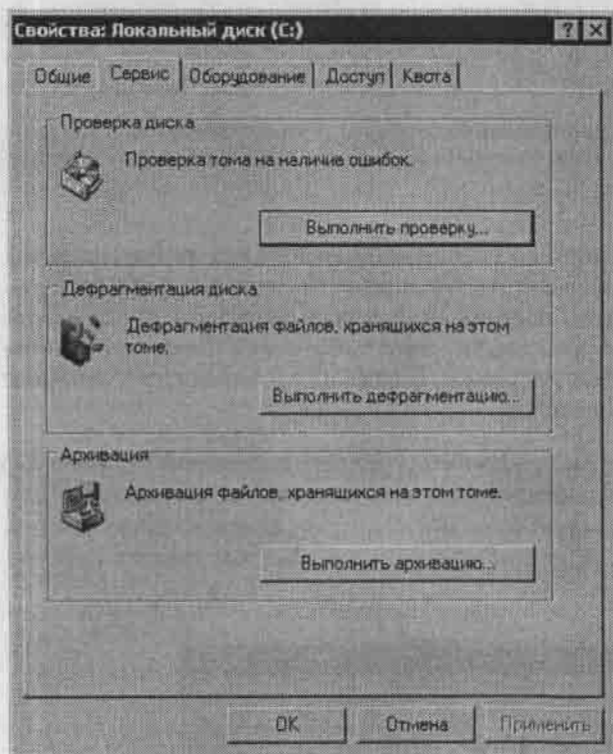 Свойства: Локальный диск (C:)
Общие Сервис Оборудование Доступ Квота
Проверка диска
Проверка тома на наличие ошибок.
Выполнить проверку...
Дефрагментация диска
Дефрагментация файлов, хранящихся на этом
томе.
Выполнить дефрагментацию...
Архивация
Архивация файлов, хранящихся на этом томе.
Выполнить архивацию...
OK Отмена Применить